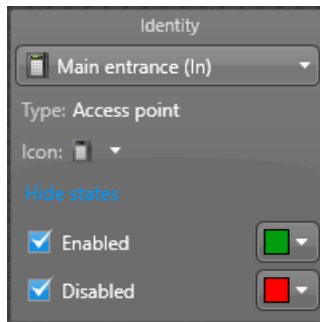 Identity
Main entrance (In)
Type: Access point
Icon:
Hide states
Enabled
Disabled